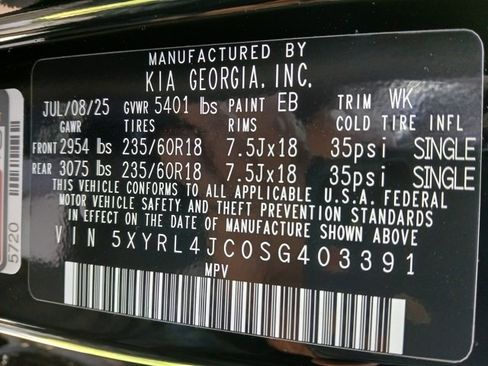 MANUFACTURED BY
KIA GEORGIA, INC.
JUL/08/25 GVWR 5401 lbs PAINT EB TRIM WK
GAWR TIRES RIMS COLD TIRE INFL
FRONT 2954 lbs 235/60R18 7.5Jx18 35psi SINGLE
REAR 3075 lbs 235/60R18 7.5Jx18 35psi SINGLE
THIS VEHICLE CONFORMS TO ALL APPLICABLE U.S.A. FEDERAL
MOTOR VEHICLE SAFETY AND THEFT PREVENTION STANDARDS
IN EFFECT ON THE DATE OF MANUFACTURE SHOWN ABOVE
VIN 5XYRL4JC0SG403391
MPV
5720